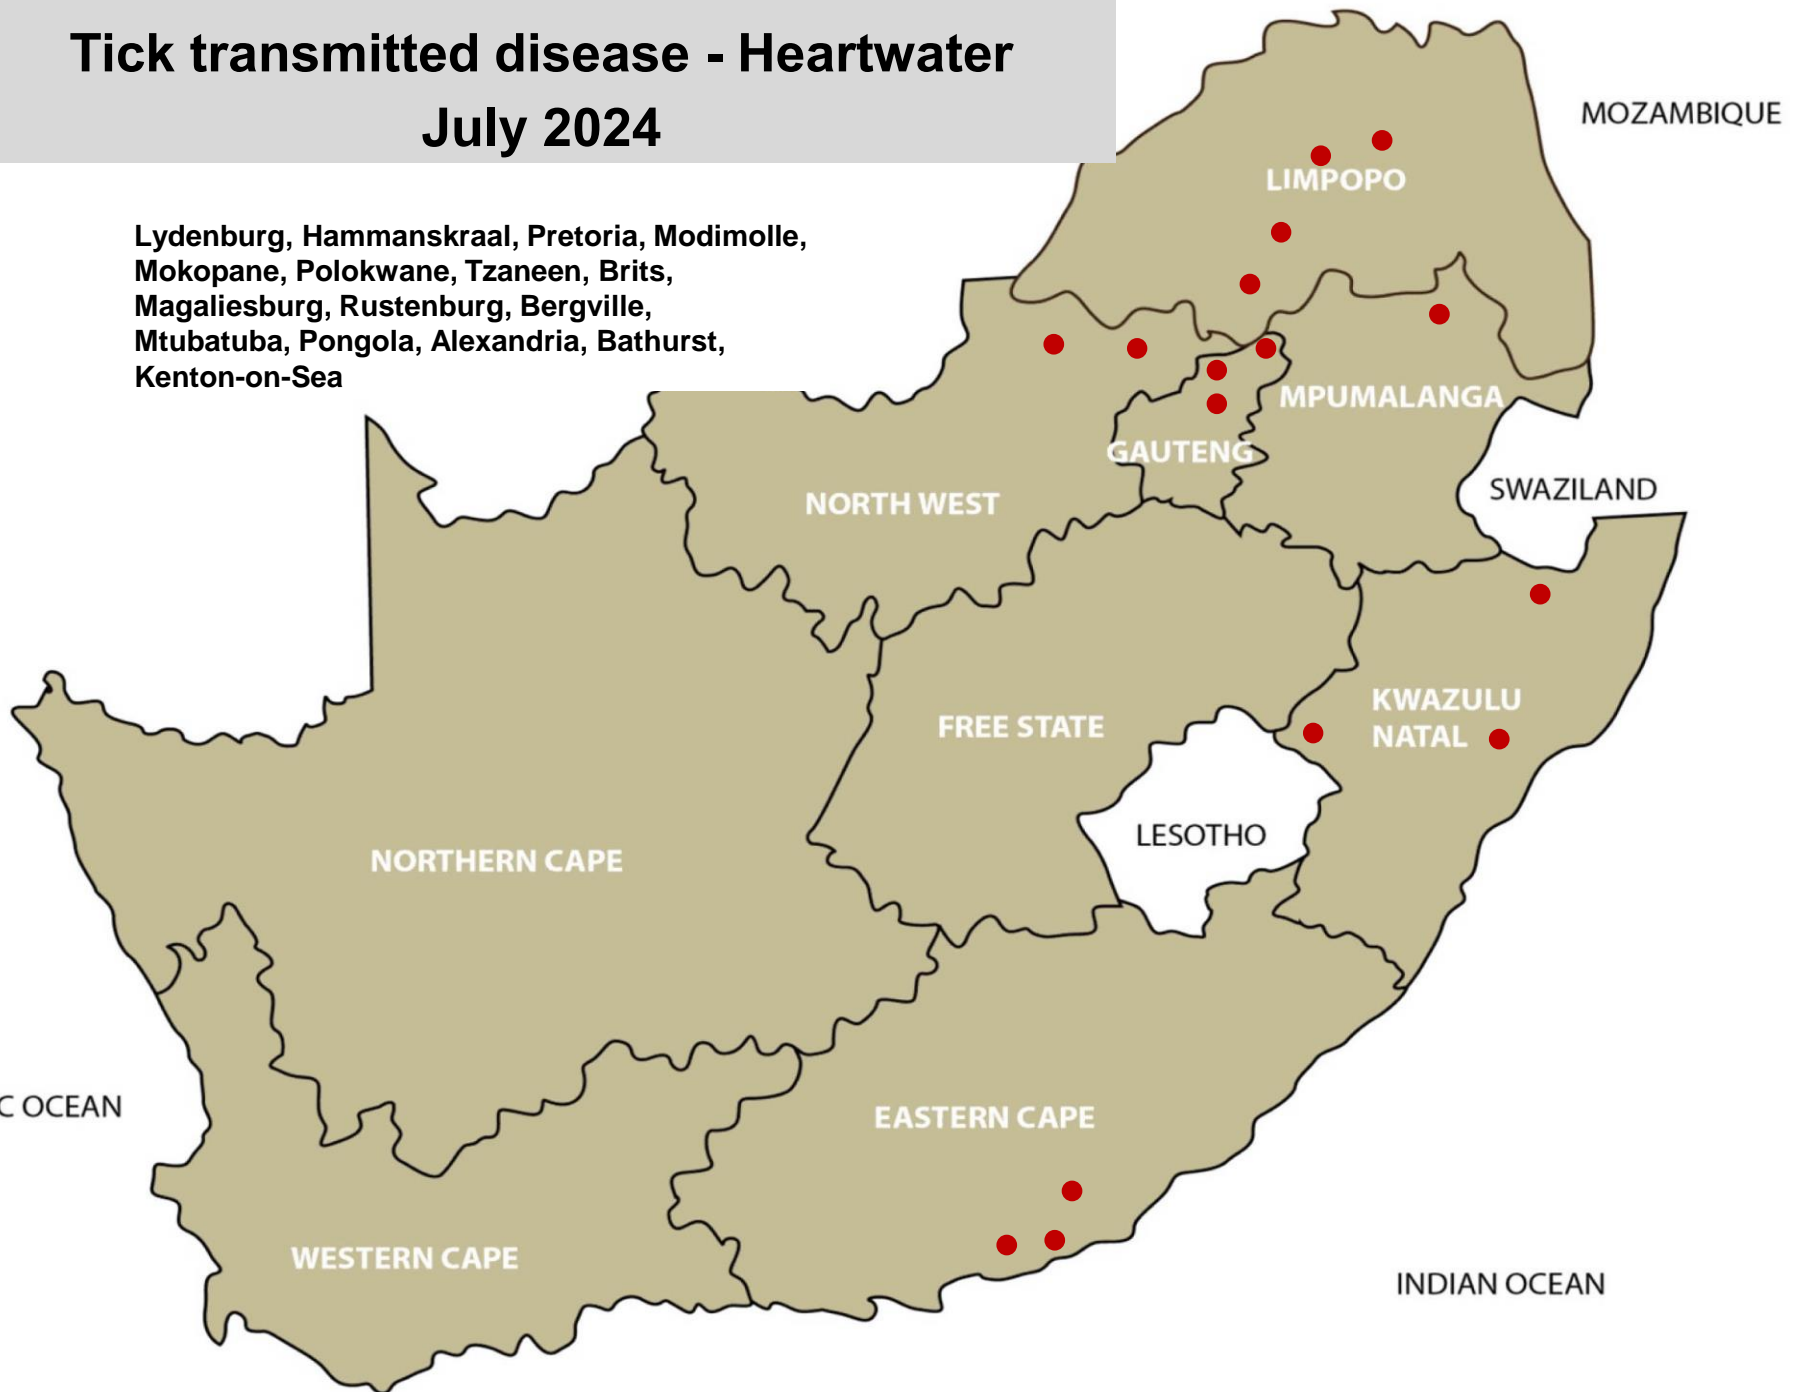 Tick transmitted disease - Heartwater
July 2024
MOZAMBIQUE
LIMPOPO
Lydenburg, Hammanskraal, Pretoria, Modimolle,
Mokopane, Polokwane, Tzaneen, Brits,
Magaliesburg, Rustenburg, Bergville,
Mtubatuba, Pongola, Alexandria, Bathurst,
Kenton-on-Sea
MPUMALANGA
GAUTENG
SWAZILAND
NORTH WEST
KWAZULU
NATAL
FREE STATE
LESOTHO
NORTHERN CAPE
C OCEAN
EASTERN CAPE
WESTERN CAPE
INDIAN OCEAN